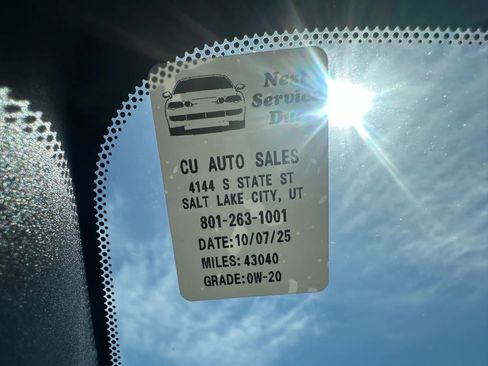 Next
Service
Due
CU AUTO SALES
4144 S STATE ST
SALT LAKE CITY, UT
801-263-1001
DATE:10/07/25
MILES:43040
GRADE:0W-20